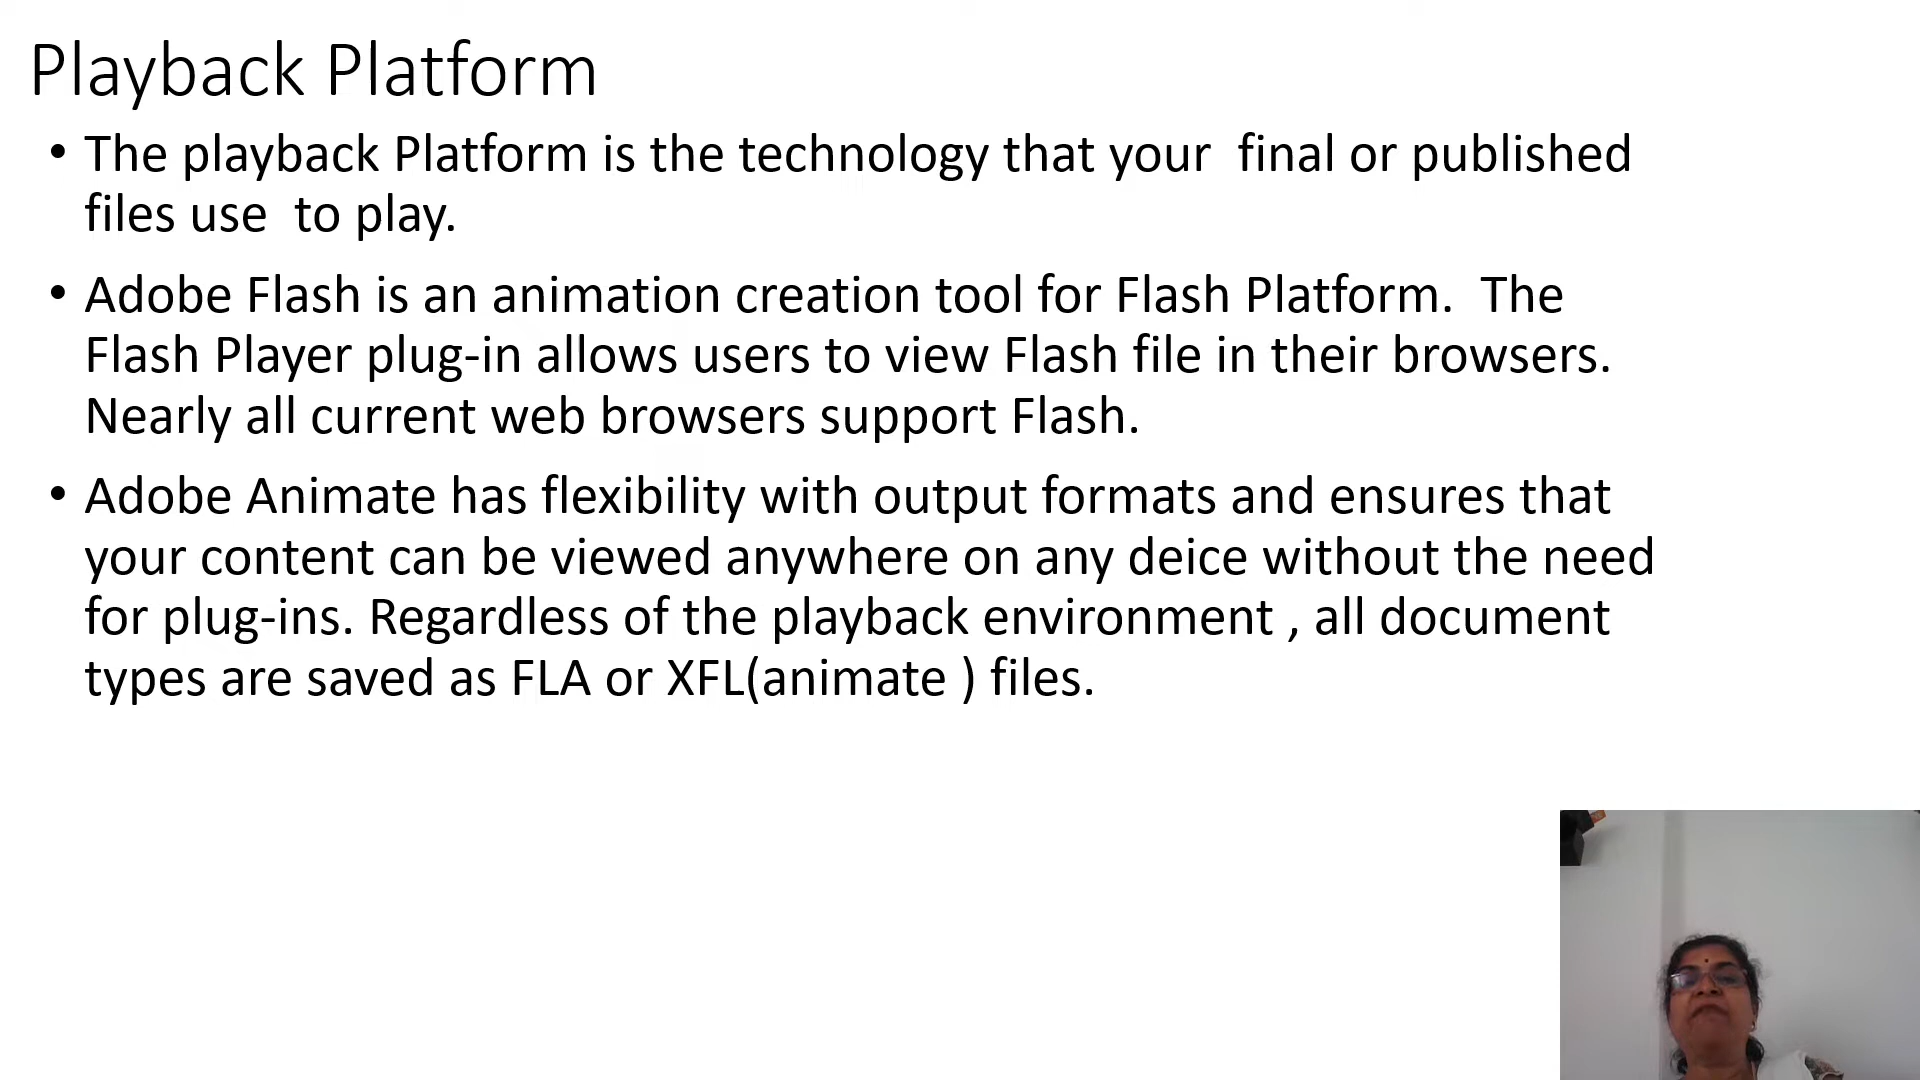 Playback Platform
• The playback Platform is the technology that your  final or published
files use  to play.
• Adobe Flash is an animation creation tool for Flash Platform.  The
Flash Player plug-in allows users to view Flash file in their browsers.
Nearly all current web browsers support Flash.
• Adobe Animate has flexibility with output formats and ensures that
your content can be viewed anywhere on any deice without the need
for plug-ins. Regardless of the playback environment , all document
types are saved as FLA or XFL(animate ) files.